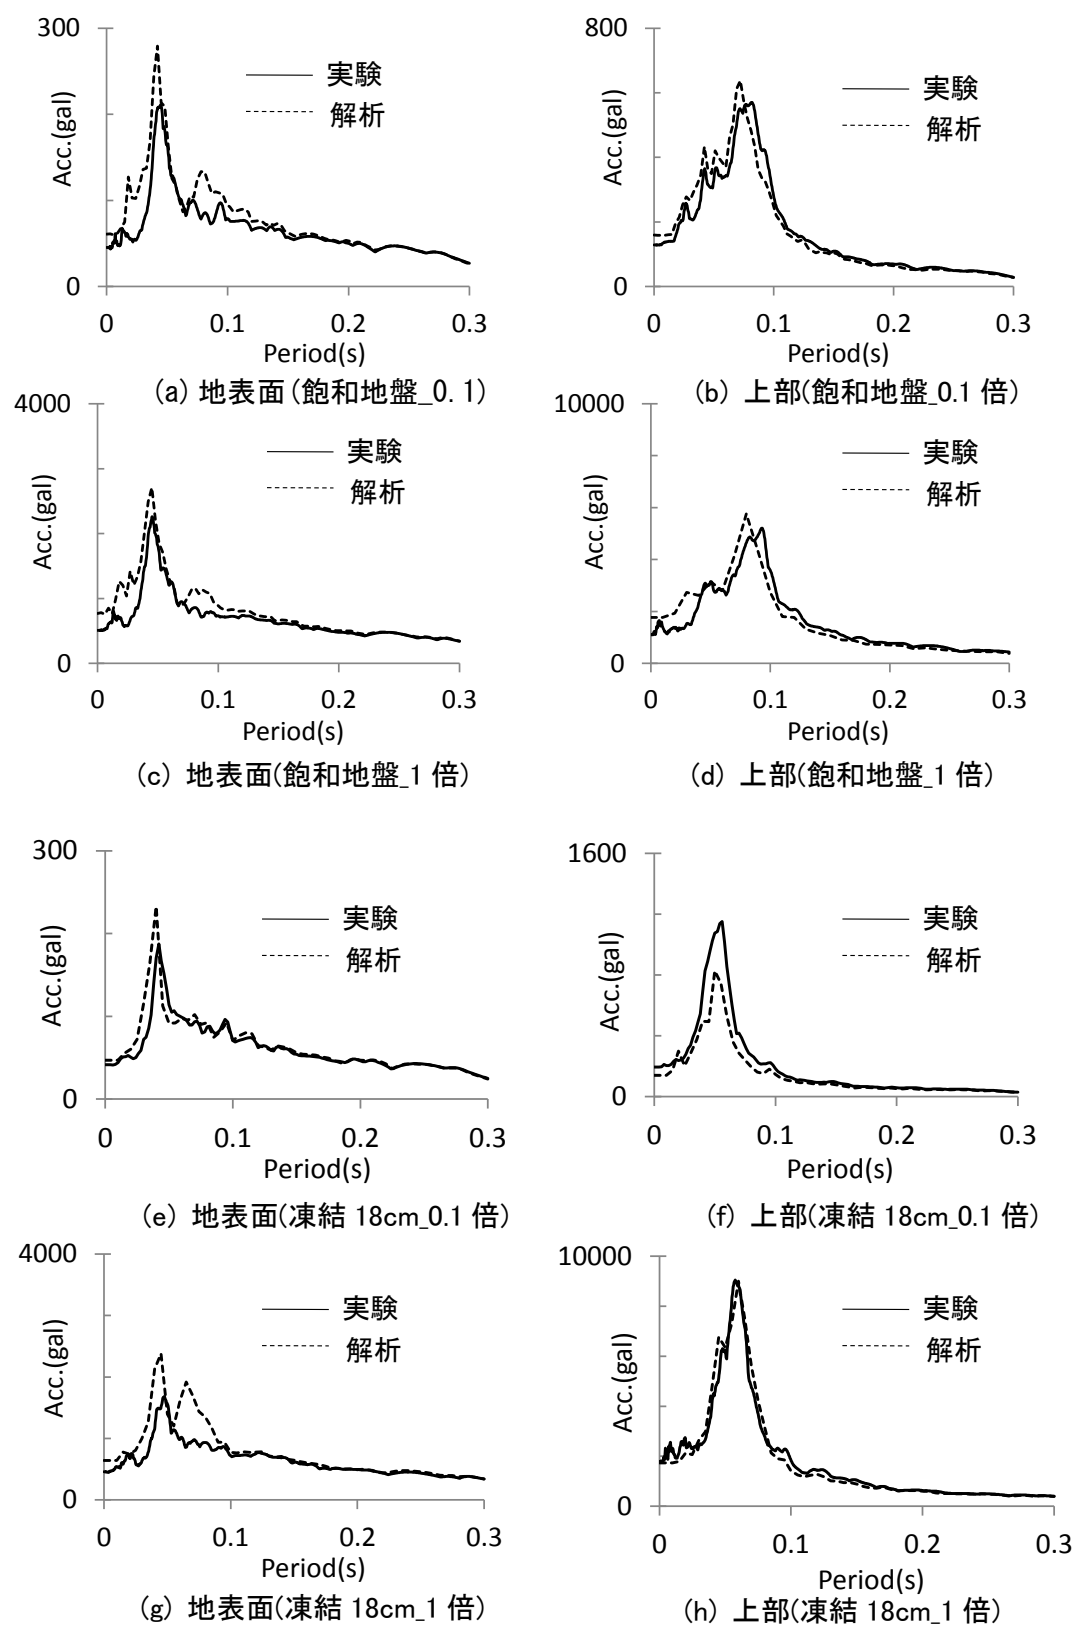 300
実験
解析
Acc.(gal)
0
0 0.1 0.2 0.3
Period(s)
(a) 地表面(飽和地盤_0.1)
800
実験
解析
Acc.(gal)
0
0 0.1 0.2 0.3
Period(s)
(b) 上部(飽和地盤_0.1 倍)
4000
実験
解析
Acc.(gal)
0
0 0.1 0.2 0.3
Period(s)
(c) 地表面(飽和地盤_1 倍)
10000
実験
解析
Acc.(gal)
0
0 0.1 0.2 0.3
Period(s)
(d) 上部(飽和地盤_1 倍)
300
実験
解析
Acc.(gal)
0
0 0.1 0.2 0.3
Period(s)
(e) 地表面(凍結 18cm_0.1 倍)
1600
実験
解析
Acc.(gal)
0
0 0.1 0.2 0.3
Period(s)
(f) 上部(凍結 18cm_0.1 倍)
4000
実験
解析
Acc.(gal)
0
0 0.1 0.2 0.3
Period(s)
(g) 地表面(凍結 18cm_1 倍)
10000
実験
解析
Acc.(gal)
0
0 0.1 0.2 0.3
Period(s)
(h) 上部(凍結 18cm_1 倍)